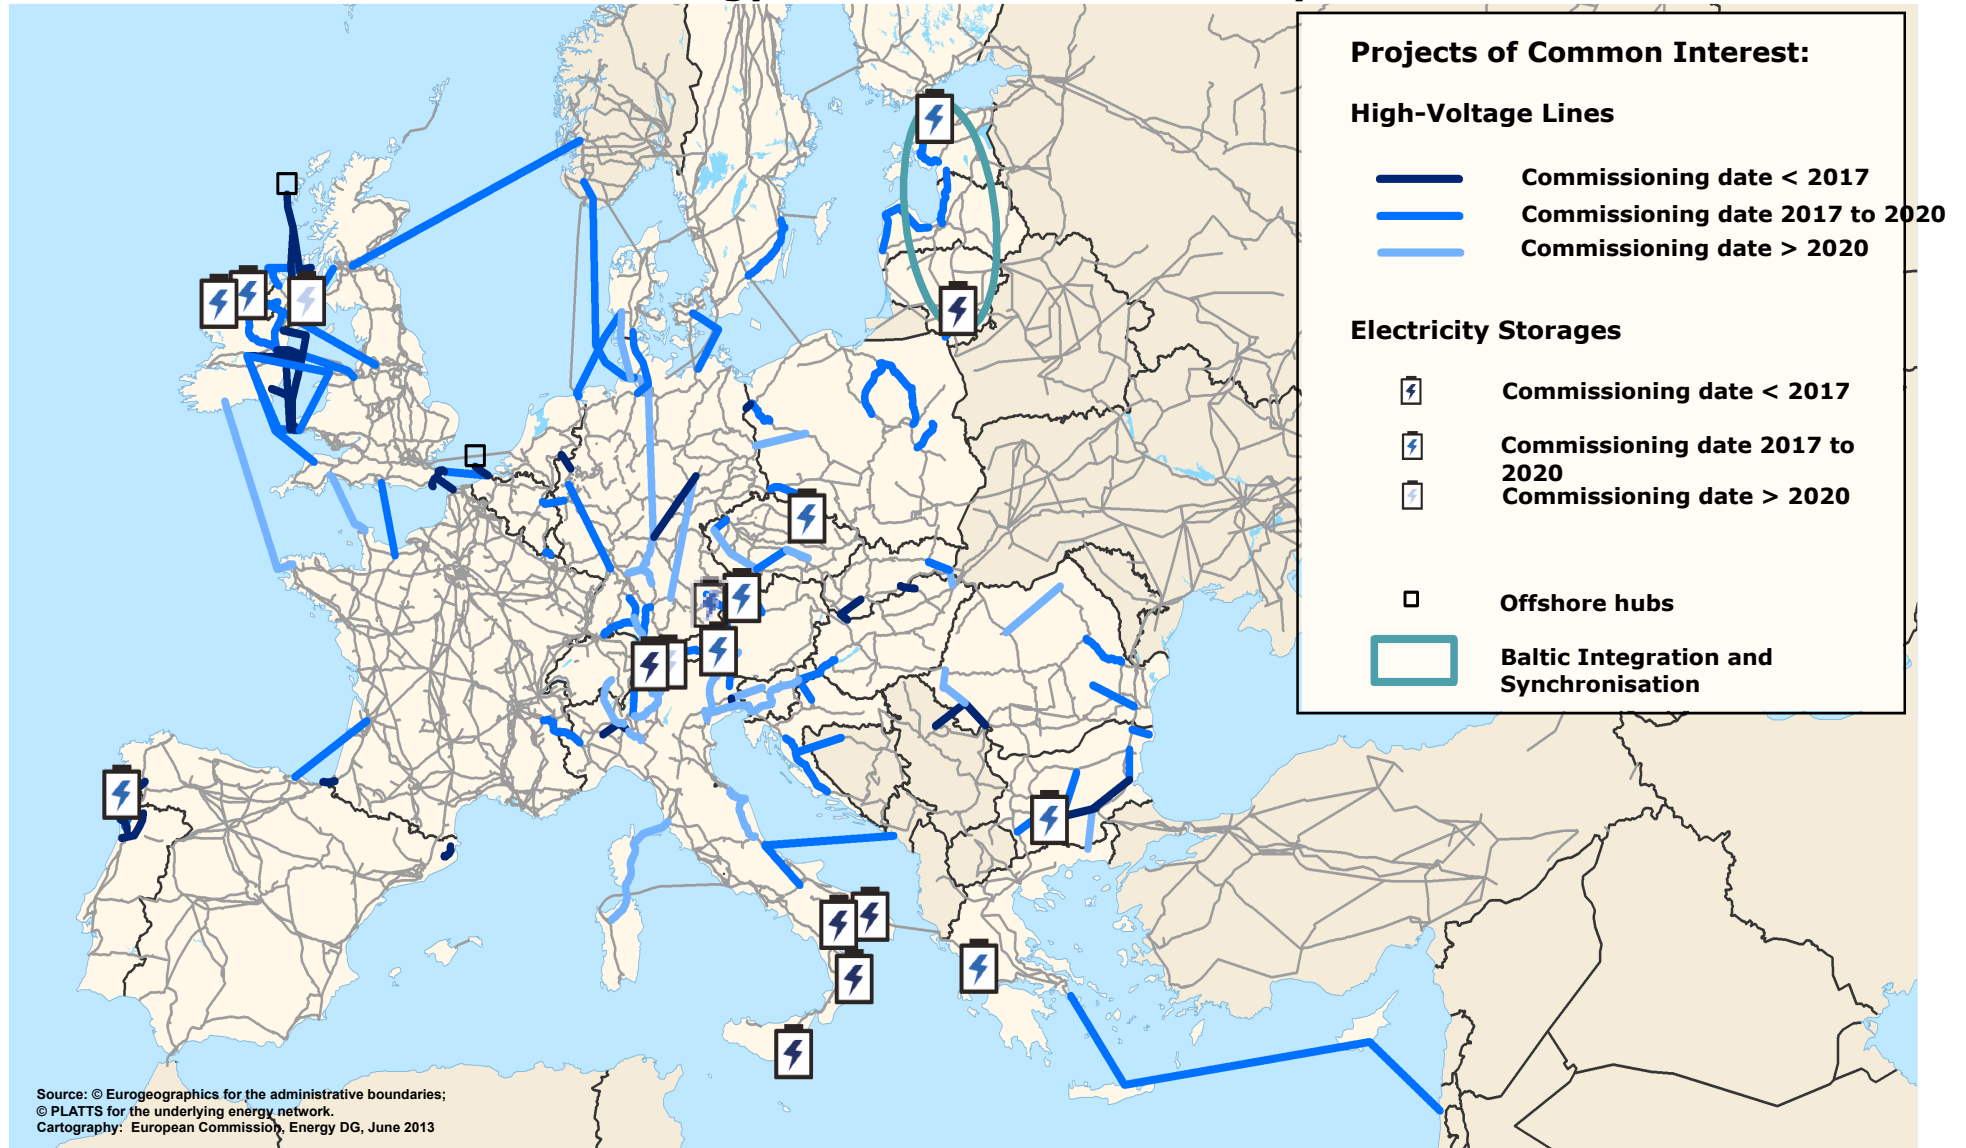 Projects of Common Interest:
High-Voltage Lines
Commissioning date < 2017
Commissioning date 2017 to 2020
Commissioning date > 2020
Electricity Storages
Commissioning date < 2017
Commissioning date 2017 to
2020
Commissioning date > 2020
Offshore hubs
Baltic Integration and
Synchronisation
Source: © Eurogeographics for the administrative boundaries;
© PLATTS for the underlying energy network.
Cartography: European Commission, Energy DG, June 2013